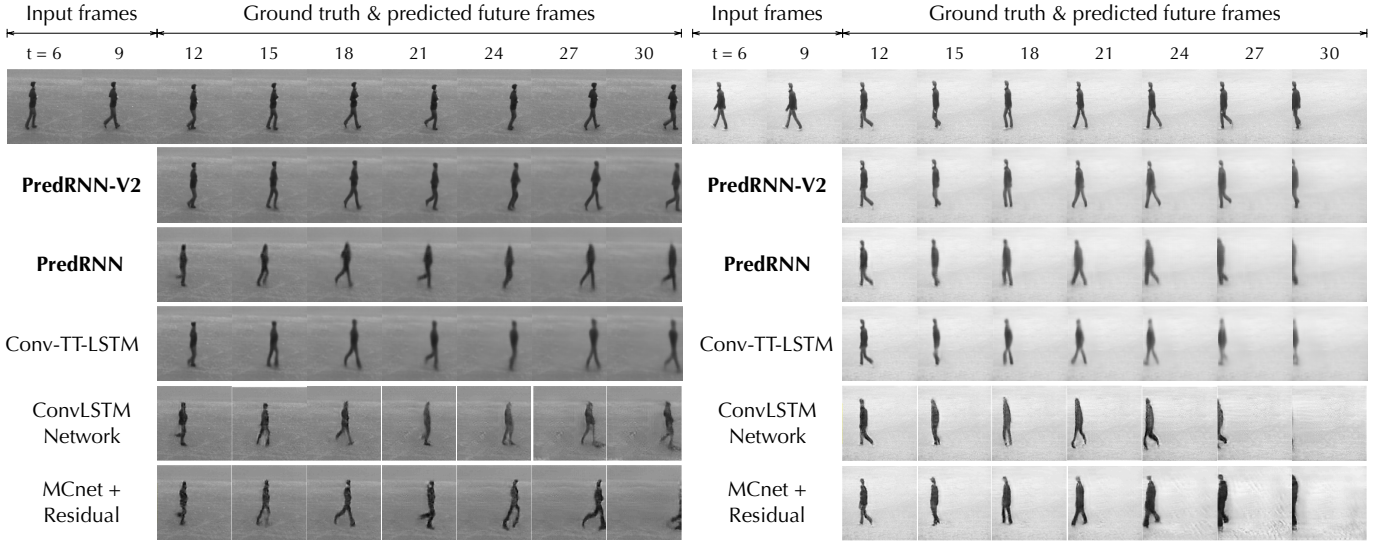 Input frames Ground truth & predicted future frames Input frames Ground truth & predicted future frames
t = 6 9 12 15 18 21 24 27 30 t = 6 9 12 15 18 21 24 27 30
PredRNN-V2 PredRNN-V2
PredRNN PredRNN
Conv-TT-LSTM Conv-TT-LSTM
ConvLSTM ConvLSTM
Network Network
MCnet + MCnet +
Residual Residual